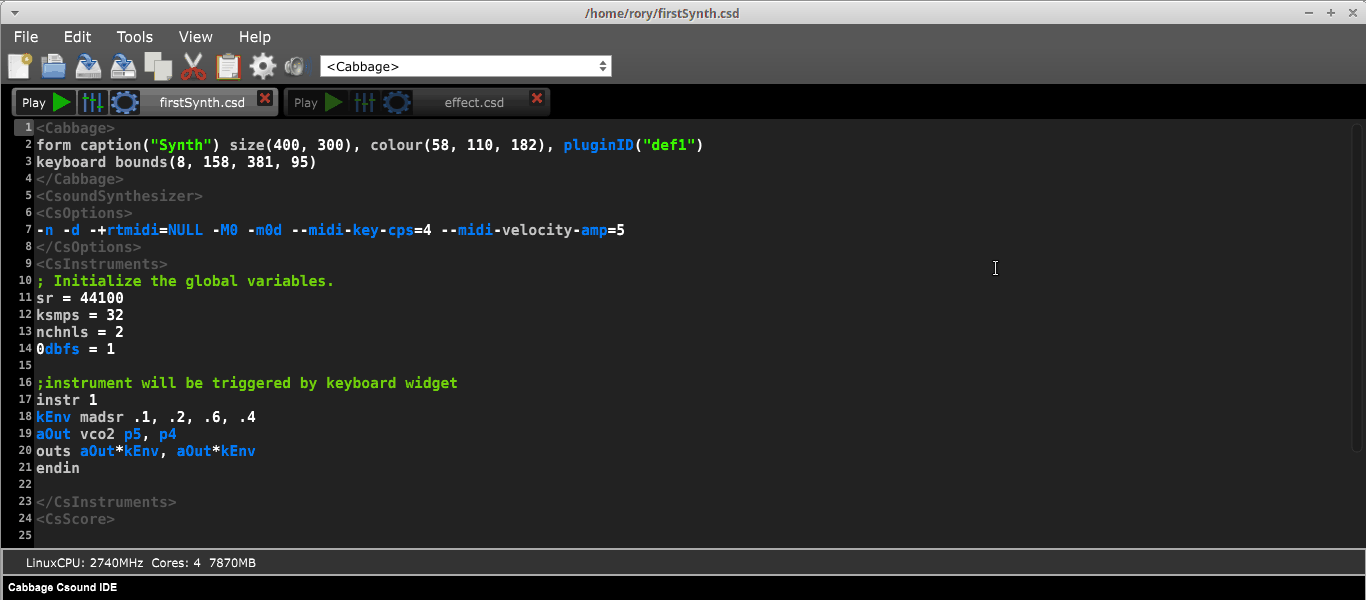 /home/rory/firstSynth.csd
File Edit Tools View Help
<Cabbage>
Play firstSynth.csd Play effect.csd
1 <Cabbage>
2 form caption("Synth") size(400, 300), colour(58, 110, 182), pluginID("def1")
3 keyboard bounds(8, 158, 381, 95)
4 </Cabbage>
5 <CsoundSynthesizer>
6 <CsOptions>
7 -n -d -+rtmidi=NULL -M0 -m0d --midi-key-cps=4 --midi-velocity-amp=5
8 </CsOptions>
9 <CsInstruments>
10 ; Initialize the global variables.
11 sr = 44100
12 ksmps = 32
13 nchnls = 2
14 0dbfs = 1
15
16 ;instrument will be triggered by keyboard widget
17 instr 1
18 kEnv madsr .1, .2, .6, .4
19 aOut vco2 p5, p4
20 outs aOut*kEnv, aOut*kEnv
21 endin
22
23 </CsInstruments>
24 <CsScore>
25
LinuxCPU: 2740MHz Cores: 4 7870MB
Cabbage Csound IDE